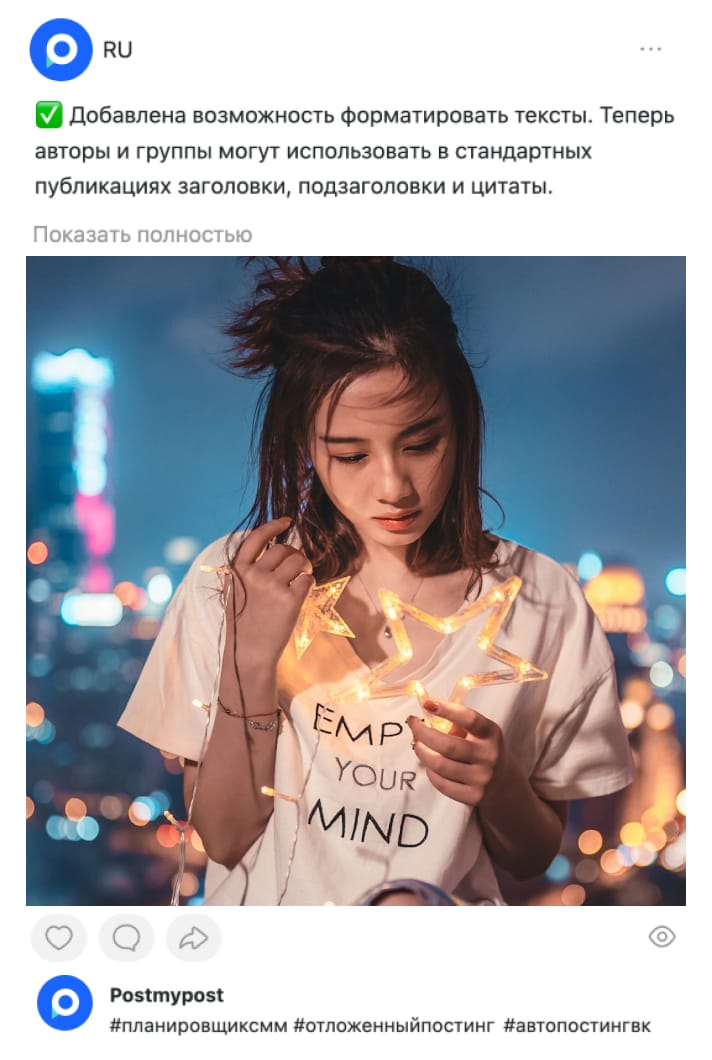 RU
✅ Добавлена возможность форматировать тексты. Теперь
авторы и группы могут использовать в стандартных
публикациях заголовки, подзаголовки и цитаты.
Показать полностью
EMPT
YOUR
MIND
Postmypost
#планировщиксмм #отложенныйпостинг #автопостингвк